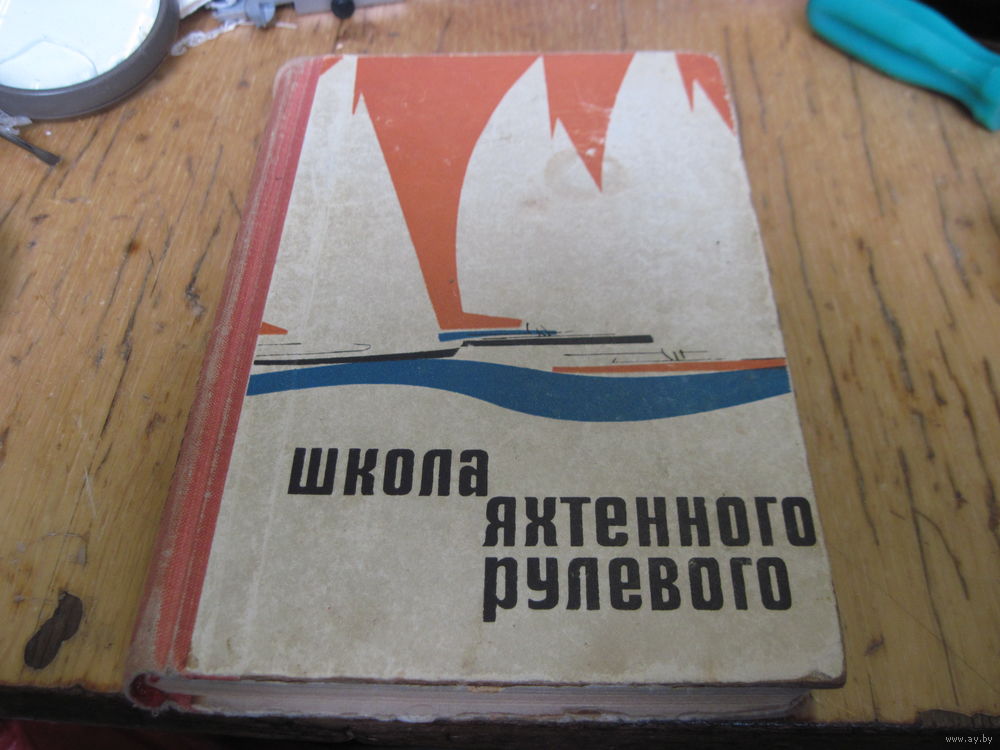 школа
яхтенного
рулевого
www.ay.by